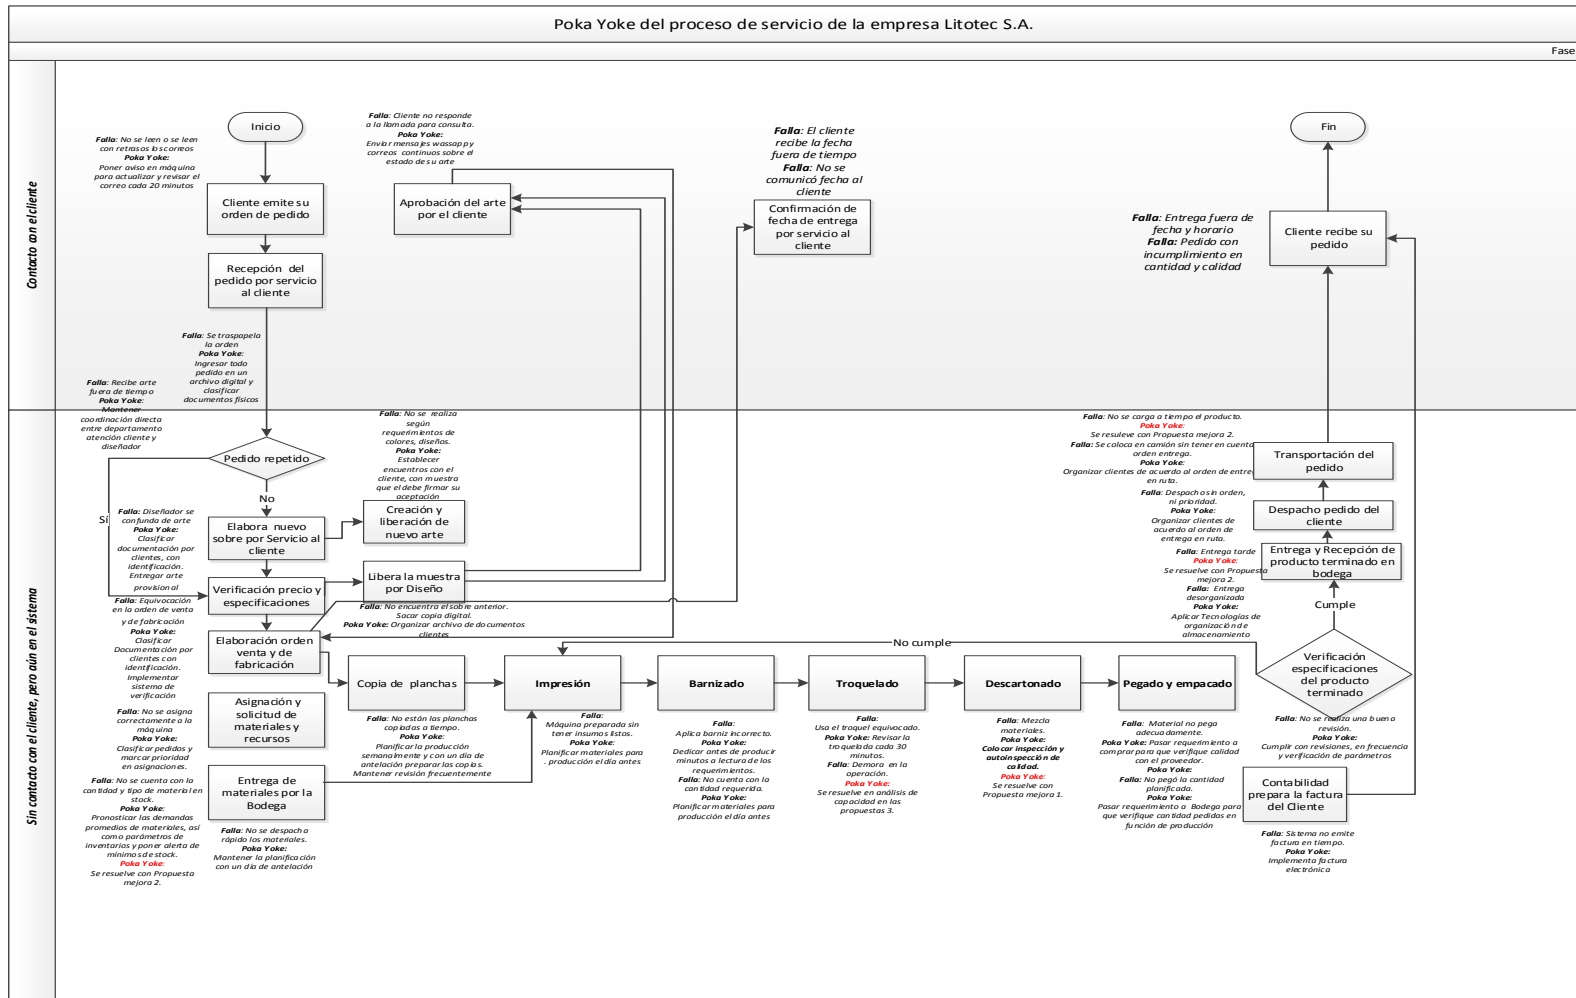 Poka Yoke del proceso de servicio de la empresa Litotec S.A.
Fase
Contacto con el cliente
Inicio
Falla: No se leen o se leen
con retrasos los correos
Poka Yoke:
Poner aviso en máquina
para actualizar y revisar el
correo cada 20 minutos
Cliente emite su
orden de pedido
Recepción del
pedido por servicio
al cliente
Falla: Se traspapela
la orden
Poka Yoke:
Ingresar todo
pedido en un
archivo digital y
clasificar
documentos físicos
Falla: Cliente no responde
a la llamada para consulta.
Poka Yoke:
Enviar mensajes wassap y
correos continuos sobre el
estado de su arte
Aprobación del arte
por el cliente
Falla: El cliente
recibe la fecha
fuera de tiempo
Falla: No se
comunicó fecha al
cliente
Confirmación de
fecha de entrega
por servicio al
cliente
Fin
Falla: Entrega fuera de
fecha y horario
Falla: Pedido con
incumplimiento en
cantidad y calidad
Cliente recibe su
pedido
Sin contacto con el cliente, pero aún en el sistema
Falla: Recibe arte
fuera de tiempo
Poka Yoke:
Mantener
coordinación directa
entre departamento
atención cliente y
diseñador
Pedido repetido
No
Sí
Falla: No se realiza
según
requerimientos de
colores, diseños.
Poka Yoke:
Establecer
encuentros con el
cliente, con muestra
que el debe firmar su
aceptación
Falla: Diseñador se
confunda de arte
Poka Yoke:
Clasificar
documentación por
clientes, con
identificación.
Entregar arte
provisional
Elabora nuevo
sobre por Servicio al
cliente
Creación y
liberación de
nuevo arte
Verificación precio y
especificaciones
Libera la muestra
por Diseño
Falla: No encuentra el sobre anterior.
Sacar copia digital.
Poka Yoke: Organizar archivo de documentos
clientes
Falla: Equivocación
en la orden de venta
y de fabricación
Poka Yoke:
Clasificar
Documentación por
clientes con
identificación.
Implementar
sistema de
verificación
Elaboración orden
venta y de
fabricación
Asignación y
solicitud de
materiales y
recursos
Falla: No se asigna
correctamente a la
máquina
Poka Yoke:
Clasificar pedidos y
marcar prioridad
en asignaciones.
Entrega de
materiales por la
Bodega
Falla: No se cuenta con la
cantidad y tipo de material en
stock.
Poka Yoke:
Pronosticar las demandas
promedios de materiales, así
como parámetros de
inventarios y poner alerta de
mínimos de stock.
Poka Yoke:
Se resuelve con Propuesta
mejora 2.
Falla: No se despacha
rápido los materiales.
Poka Yoke:
Mantener la planificación
con un día de antelación
Copia de planchas
Falla: No están las planchas
copiadas a tiempo.
Poka Yoke:
Planificar la producción
semanalmente y con un día de
antelación preparar las copias.
Mantener revisión frecuentemente
Impresión
Falla:
Máquina preparada sin
tener insumos listos.
Poka Yoke:
Planificar materiales para
. producción el día antes
Barnizado
Falla:
Aplica barniz incorrecto.
Poka Yoke:
Dedicar antes de producir
minutos a lectura de los
requerimientos.
Falla: No cuenta con la
cantidad requerida.
Poka Yoke:
Planificar materiales para
producción el día antes
Troquelado
Falla:
Usa el troquel equivocado.
Poka Yoke: Revisar la
troquelada cada 30
minutos.
Falla: Demora en la
operación.
Poka Yoke:
Se resuelve en análisis de
capacidad en las
propuestas 3.
No cumple
Descartonado
Falla: Mezcla
materiales.
Poka Yoke:
Colocar inspección y
autoinspección de
calidad.
Poka Yoke:
Se resuelve con
Propuesta mejora 1.
Pegado y empacado
Falla: Material no pega
adecuadamente.
Poka Yoke: Pasar requerimiento a
comprar para que verifique calidad
con el proveedor.
Falla: No pegó la cantidad
planificada.
Poka Yoke:
Pasar requerimiento a Bodega para
que verifique cantidad pedidas en
función de producción
Falla: No se carga a tiempo el producto.
Poka Yoke:
Se resuleve con Propuesta mejora 2.
Falla: Se coloca en camión sin tener en cuenta
orden entrega.
Poka Yoke:
Organizar clientes de acuerdo al orden de entre
en ruta.
Transportación del
pedido
Falla: Despacho sin orden,
ni prioridad.
Poka Yoke:
Organizar clientes de
acuerdo al orden de
entrega en ruta.
Despacho pedido del
cliente
Falla: Entrega tarde
Poka Yoke:
Se resuelve con Propuesta
mejora 2.
Falla: Entrega
desorganizada
Poka Yoke:
Aplicar Tecnologías de
organización de
almacenamiento
Entrega y Recepción de
producto terminado en
bodega
Cumple
Verificación
especificaciones
del producto
terminado
Falla: No se realiza una buena
revisión.
Poka Yoke:
Cumplir con revisiones, en frecuencia
y verificación de parámetros
Contabilidad
prepara la factura
del Cliente
Falla: Sistema no emite
factura en tiempo.
Poka Yoke:
Implementa factura
electrónica